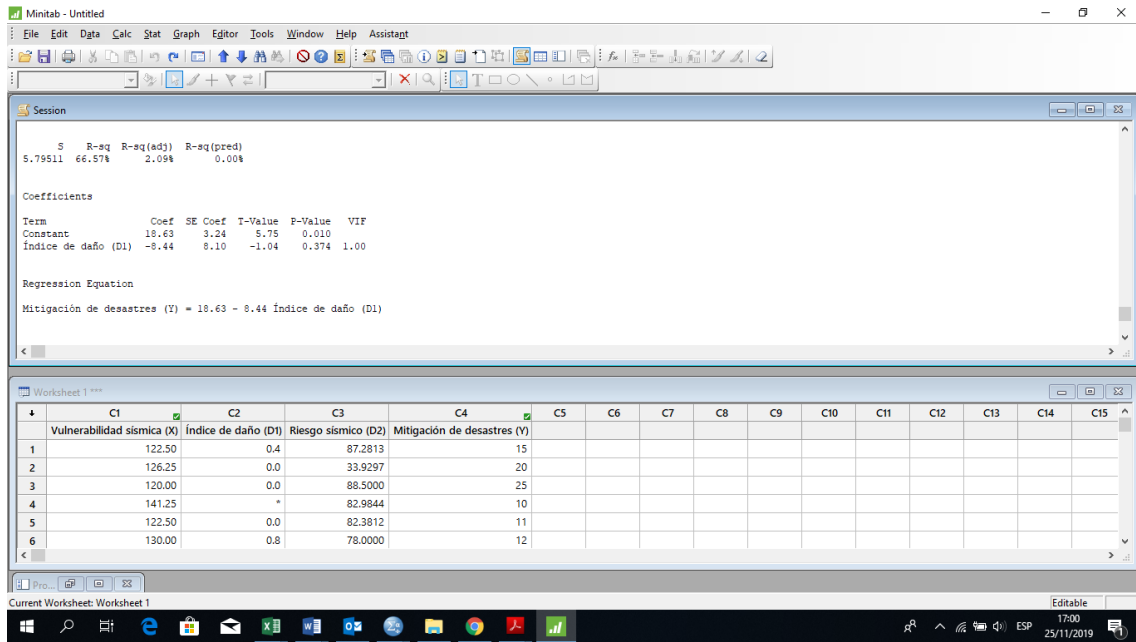 Minitab - Untitled
File Edit Data Calc Stat Graph Editor Tools Window Help Assistant
Session
S R-sq R-sq(adj) R-sq(pred)
5.79511 66.57% 2.09% 0.00%
Coefficients
Term Coef SE Coef T-Value P-Value VIF
Constant 18.63 3.24 5.75 0.010
Índice de daño (D1) -8.44 8.10 -1.04 0.374 1.00
Regression Equation
Mitigación de desastres (Y) = 18.63 - 8.44 Índice de daño (D1)
Worksheet 1 ***
C1 C2 C3 C4 C5 C6 C7 C8 C9 C10 C11 C12 C13 C14 C15
Vulnerabilidad sísmica (X) Índice de daño (D1) Riesgo sísmico (D2) Mitigación de desastres (Y)
1 122.50 0.4 87.2813 15
2 126.25 0.0 33.9297 20
3 120.00 0.0 88.5000 25
4 141.25 * 82.9844 10
5 122.50 0.0 82.3812 11
6 130.00 0.8 78.0000 12
Pro...
Current Worksheet: Worksheet 1 Editable
ESP 17:00
25/11/2019